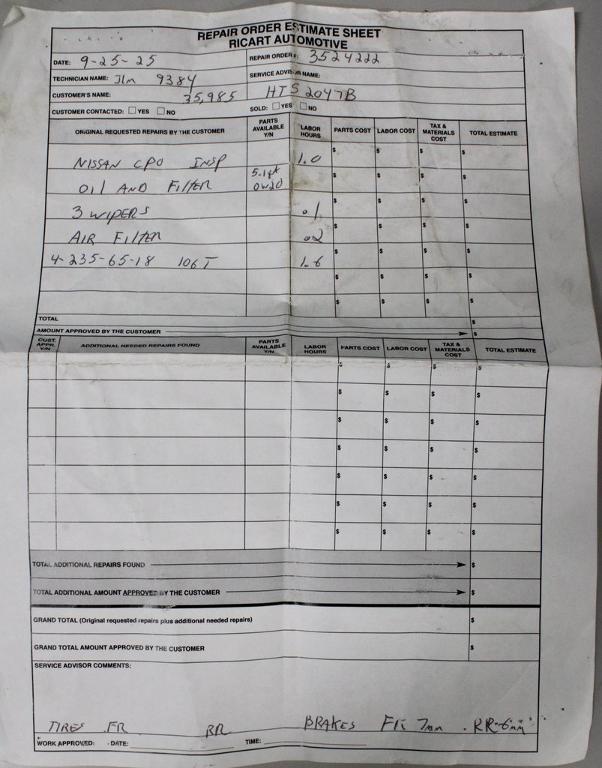 REPAIR ORDER ESTIMATE SHEET
RICART AUTOMOTIVE
DATE: 9-25-25 REPAIR ORDER#: 3524222
TECHNICIAN NAME: JLM 9384 SERVICE ADVISOR NAME:
CUSTOMER'S NAME: 35,985 HTS2047B
CUSTOMER CONTACTED: YES NO SOLD: YES NO
ORIGINAL REQUESTED REPAIRS BY THE CUSTOMER PARTS AVAILABLE Y/N LABOR HOURS PARTS COST LABOR COST TAX & MATERIALS COST TOTAL ESTIMATE
NISSAN CPO INSP 1.0 $ $ $ $
OIL AND FILTER 5.1qt 0W20 $ $ $ $
3 WIPERS .1 $ $ $ $
AIR FILTER .2 $ $ $ $
4-235-65-18 106T 1.6 $ $ $ $
$ $ $ $
$ $ $ $
TOTAL $
AMOUNT APPROVED BY THE CUSTOMER $
CUST. APPR. Y/N ADDITIONAL NEEDED REPAIRS FOUND PARTS AVAILABLE Y/N LABOR HOURS PARTS COST LABOR COST TAX & MATERIALS COST TOTAL ESTIMATE
$ $ $ $
$ $ $ $
$ $ $ $
$ $ $ $
$ $ $ $
$ $ $ $
$ $ $ $
TOTAL ADDITIONAL REPAIRS FOUND $
TOTAL ADDITIONAL AMOUNT APPROVED BY THE CUSTOMER $
GRAND TOTAL (Original requested repairs plus additional needed repairs) $
GRAND TOTAL AMOUNT APPROVED BY THE CUSTOMER $
SERVICE ADVISOR COMMENTS:
TIRES FR RR BRAKES FR 7mm RR-6mm
WORK APPROVED: - DATE: TIME: